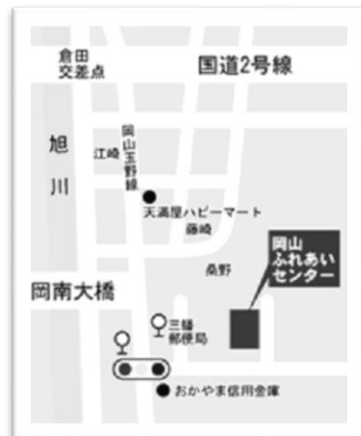 倉田
交差点
国道2号線
旭川
江崎
岡山玉野線
天満屋ハピーマート
藤崎
岡山
ふれあい
センター
桑野
岡南大橋
三蟠
郵便局
おかやま信用金庫